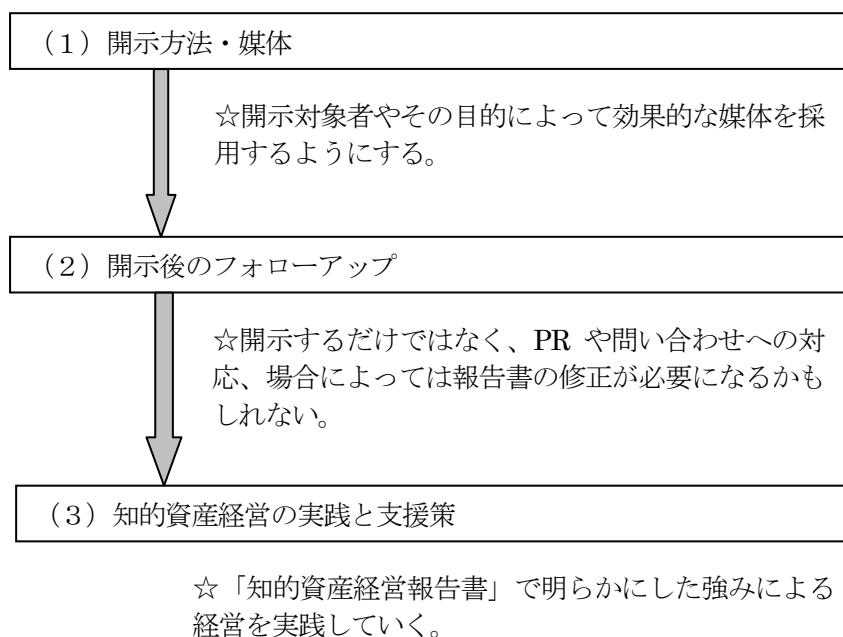 （１）開示方法・媒体
☆開示対象者やその目的によって効果的な媒体を採
用するようにする。
（２）開示後のフォローアップ
☆開示するだけではなく、PR や問い合わせへの対
応、場合によっては報告書の修正が必要になるかも
しれない。
（３）知的資産経営の実践と支援策
☆「知的資産経営報告書」で明らかにした強みによる
経営を実践していく。